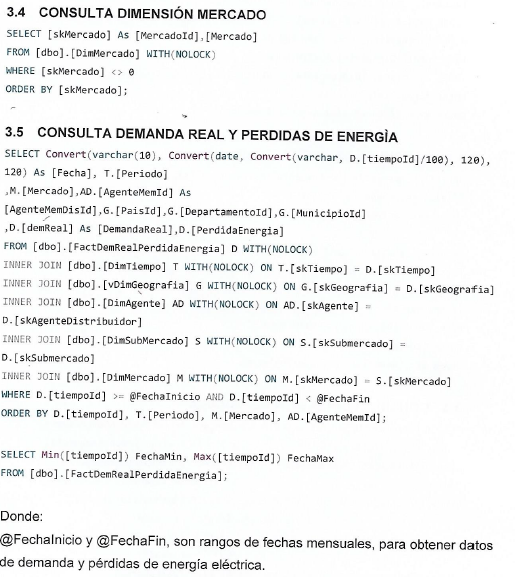 3.4 CONSULTA DIMENSIÓN MERCADO
SELECT [skMercado] As [MercadoId],[Mercado]
FROM [dbo].[DimMercado] WITH(NOLOCK)
WHERE [skMercado] <> 0
ORDER BY [skMercado];
3.5 CONSULTA DEMANDA REAL Y PERDIDAS DE ENERGÌA
SELECT Convert(varchar(10), Convert(date, Convert(varchar, D.[tiempoId]/100), 120),
120) As [Fecha], T.[Periodo]
,M.[Mercado],AD.[AgenteMemId] As
[AgenteMemDisId],G.[PaisId],G.[DepartamentoId],G.[MunicipioId]
,D.[demReal] As [DemandaReal],D.[PerdidaEnergia]
FROM [dbo].[FactDemRealPerdidaEnergia] D WITH(NOLOCK)
INNER JOIN [dbo].[DimTiempo] T WITH(NOLOCK) ON T.[skTiempo] = D.[skTiempo]
INNER JOIN [dbo].[vDimGeografia] G WITH(NOLOCK) ON G.[skGeografia] = D.[skGeografia]
INNER JOIN [dbo].[DimAgente] AD WITH(NOLOCK) ON AD.[skAgente] =
D.[skAgenteDistribuidor]
INNER JOIN [dbo].[DimSubMercado] S WITH(NOLOCK) ON S.[skSubmercado] =
D.[skSubmercado]
INNER JOIN [dbo].[DimMercado] M WITH(NOLOCK) ON M.[skMercado] = S.[skMercado]
WHERE D.[tiempoId] >= @FechaInicio AND D.[tiempoId] < @FechaFin
ORDER BY D.[tiempoId], T.[Periodo], M.[Mercado], AD.[AgenteMemId];
SELECT Min([tiempoId]) FechaMin, Max([tiempoId]) FechaMax
FROM [dbo].[FactDemRealPerdidaEnergia];
Donde:
@FechaInicio y @FechaFin, son rangos de fechas mensuales, para obtener datos
de demanda y pérdidas de energía eléctrica.